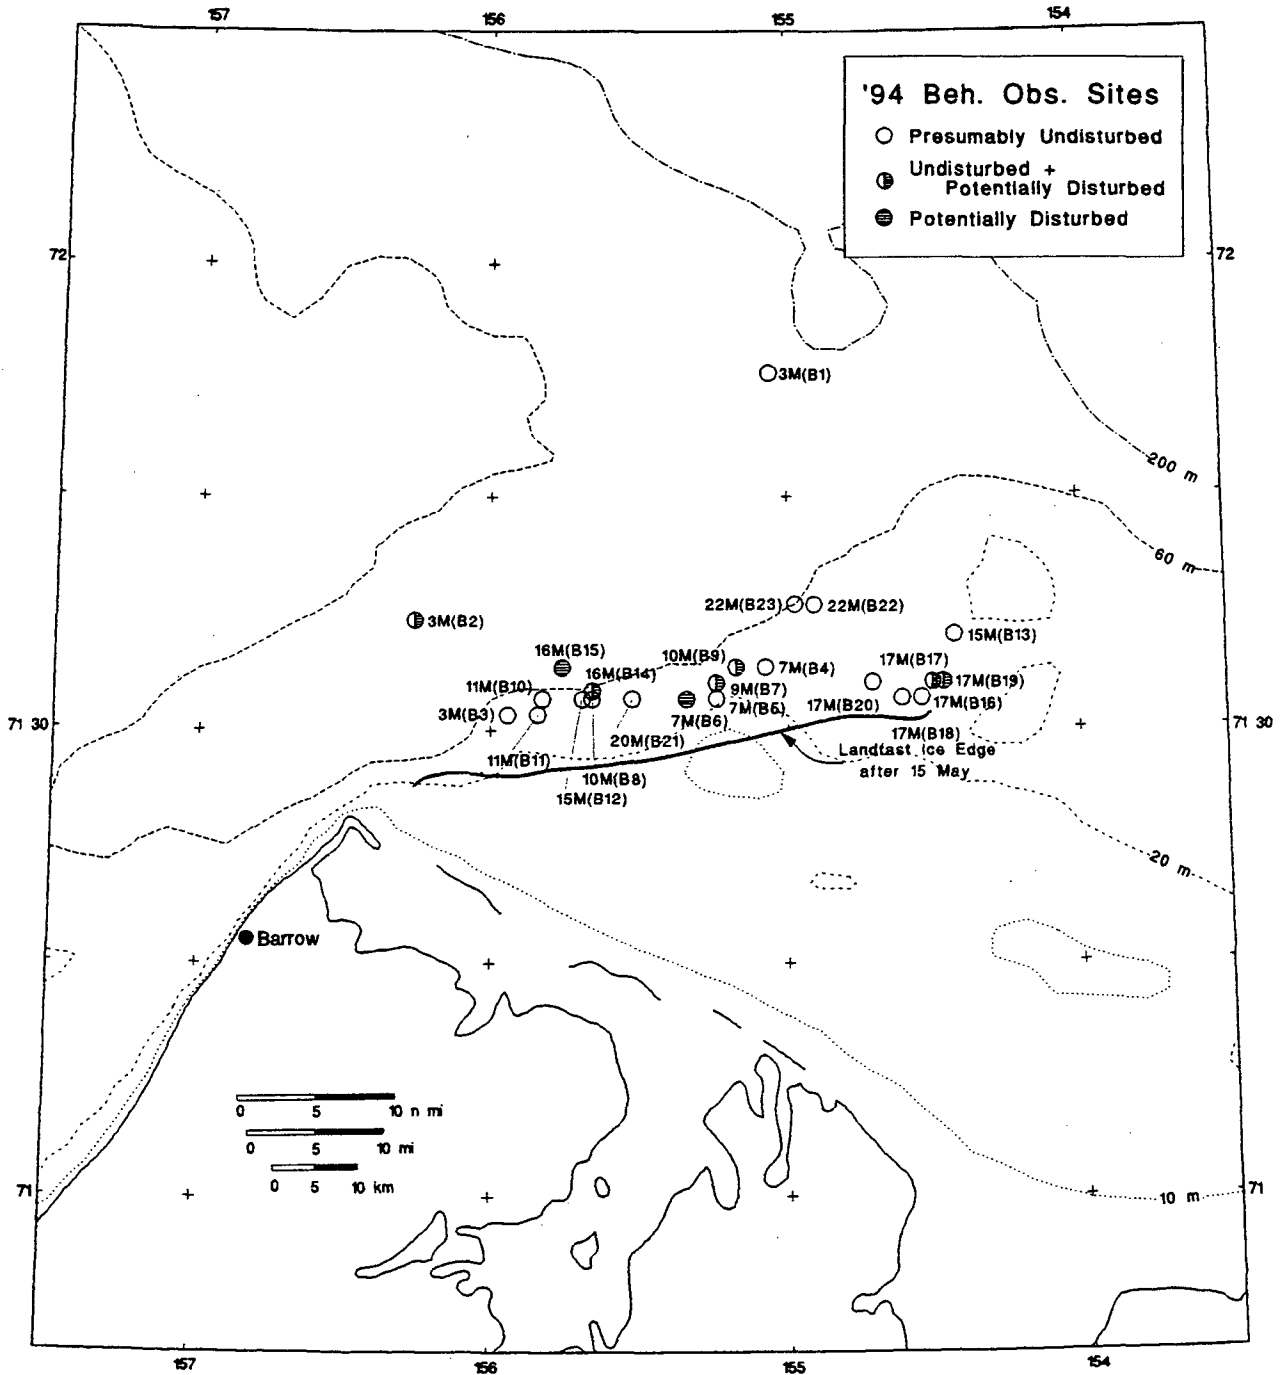 157
156
155
154
'94 Beh. Obs. Sites
Presumably Undisturbed
Undisturbed +
Potentially Disturbed
Potentially Disturbed
72
72
3M(B1)
200 m
60 m
22M(B23)
22M(B22)
3M(B2)
15M(B13)
16M(B15)
10M(B9)
17M(B17)
16M(B14)
7M(B4)
17M(B19)
11M(B10)
9M(B7)
17M(B16)
3M(B3)
7M(B5)
17M(B20)
71 30
7M(B6)
71 30
20M(B21)
17M(B18)
11M(B11)
Landfast Ice Edge
after 15 May
10M(B8)
15M(B12)
20 m
Barrow
0 5 10 n mi
0 5 10 mi
0 5 10 km
71
10 m
71
157
156
155
154